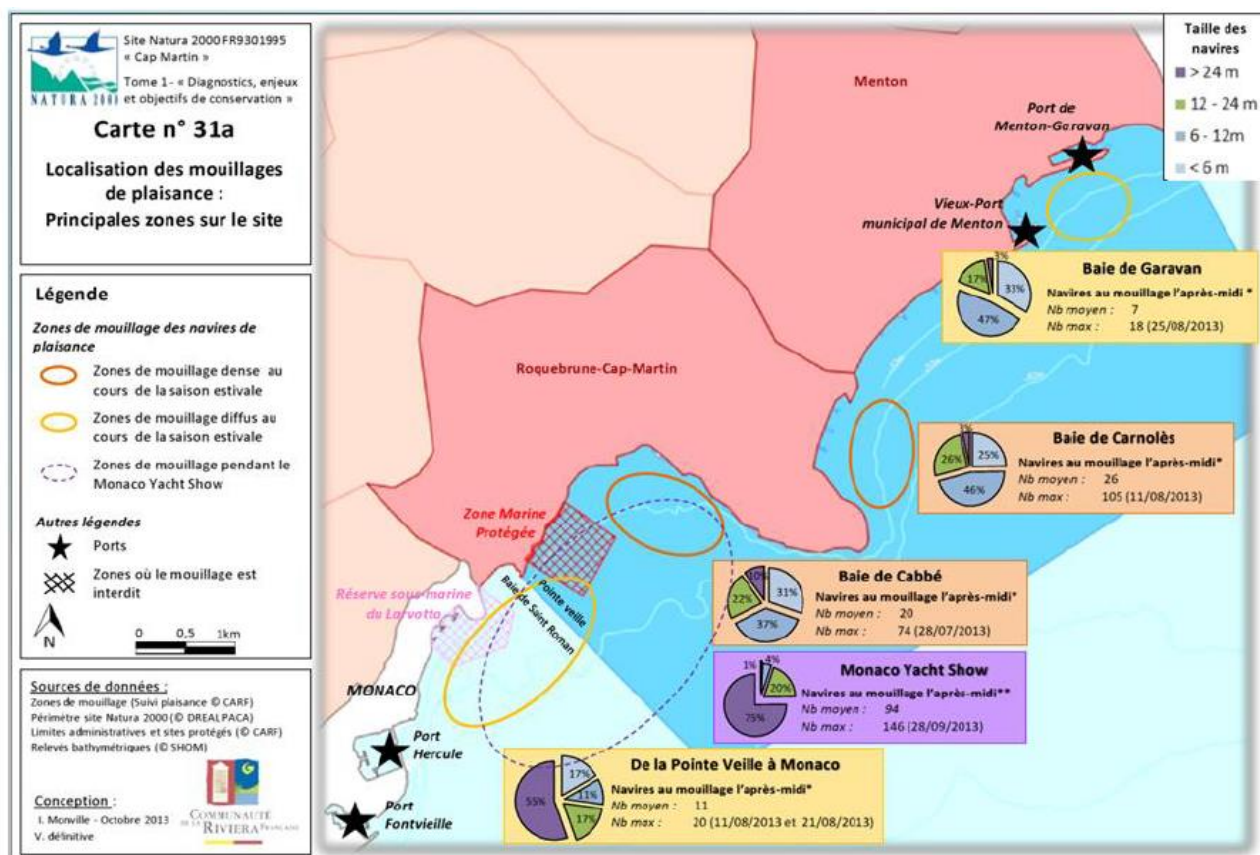 Site Natura 2000 FR9301995
« Cap Martin »
Tome 1- « Diagnostics, enjeux
et objectifs de conservation »
NATURA 2000
Carte n° 31a
Localisation des mouillages
de plaisance :
Principales zones sur le site
Légende
Zones de mouillage des navires de
plaisance
Zones de mouillage dense au
cours de la saison estivale
Zones de mouillage diffus au
cours de la saison estivale
Zones de mouillage pendant le
Monaco Yacht Show
Autres légendes
Ports
Zones où le mouillage est
interdit
N
0 0,5 1km
Sources de données :
Zones de mouillage (Suivi plaisance © CARF)
Périmètre site Natura 2000 (© DREAL PACA)
Limites administratives et sites protégés (© CARF)
Relevés bathymétriques (© SHOM)
Conception :
I. Monville - Octobre 2013
V. définitive
COMMUNAUTÉ
DE LA RIVIERA FRANÇAISE
Taille des
navires
> 24 m
12 - 24 m
6 - 12m
< 6 m
Menton
Port de
Menton-Garavan
Vieux-Port
municipal de Menton
Roquebrune-Cap-Martin
Zone Marine
Protégée
Réserve sous-marine
du Larvotto
Pointe veille
Baie de Saint Roman
MONACO
Port
Hercule
Port
Fontvieille
Baie de Garavan
Navires au mouillage l'après-midi *
Nb moyen : 7
Nb max : 18 (25/08/2013)
3%
17%
33%
47%
Baie de Carnolès
Navires au mouillage l'après-midi*
Nb moyen : 26
Nb max : 105 (11/08/2013)
26%
25%
46%
Baie de Cabbé
Navires au mouillage l'après-midi*
Nb moyen : 20
Nb max : 74 (28/07/2013)
10%
22%
31%
37%
Monaco Yacht Show
Navires au mouillage l'après-midi**
Nb moyen : 94
Nb max : 146 (28/09/2013)
1%
4%
20%
75%
De la Pointe Veille à Monaco
Navires au mouillage l'après-midi*
Nb moyen : 11
Nb max : 20 (11/08/2013 et 21/08/2013)
17%
55%
11%
17%